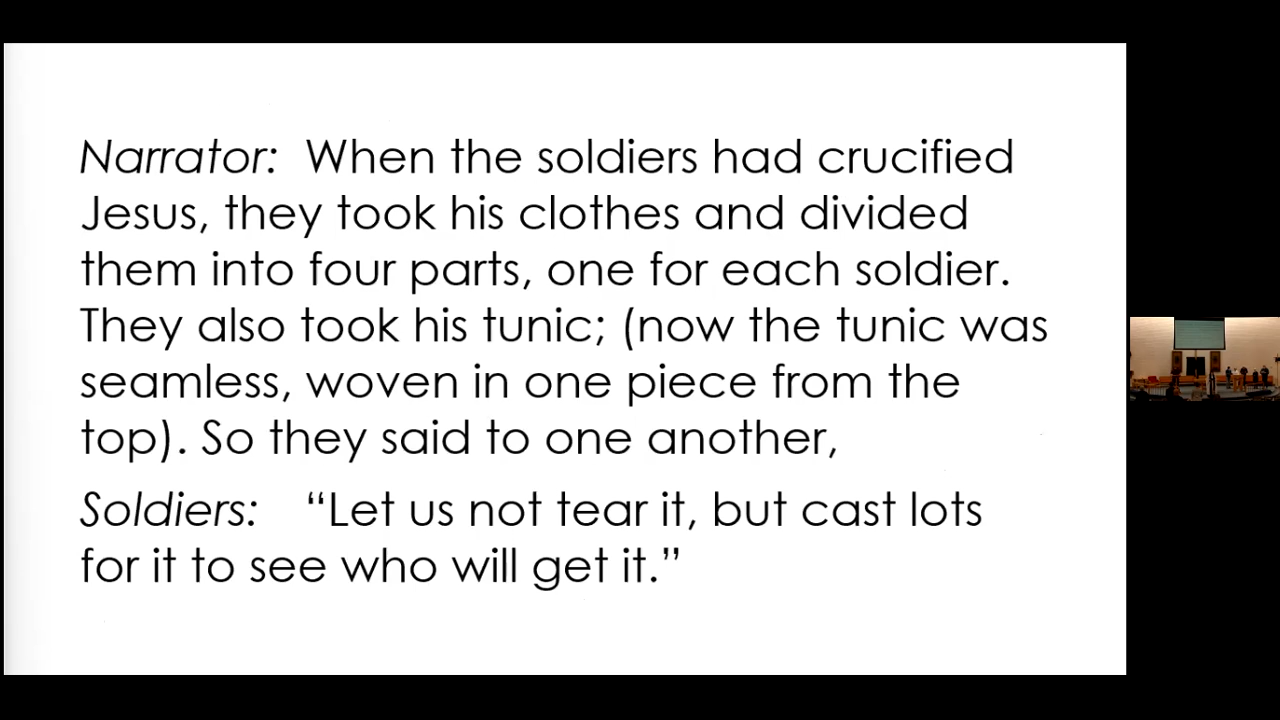 Narrator: When the soldiers had crucified
Jesus, they took his clothes and divided
them into four parts, one for each soldier.
They also took his tunic; (now the tunic was
seamless, woven in one piece from the
top). So they said to one another,
Soldiers: “Let us not tear it, but cast lots
for it to see who will get it.”